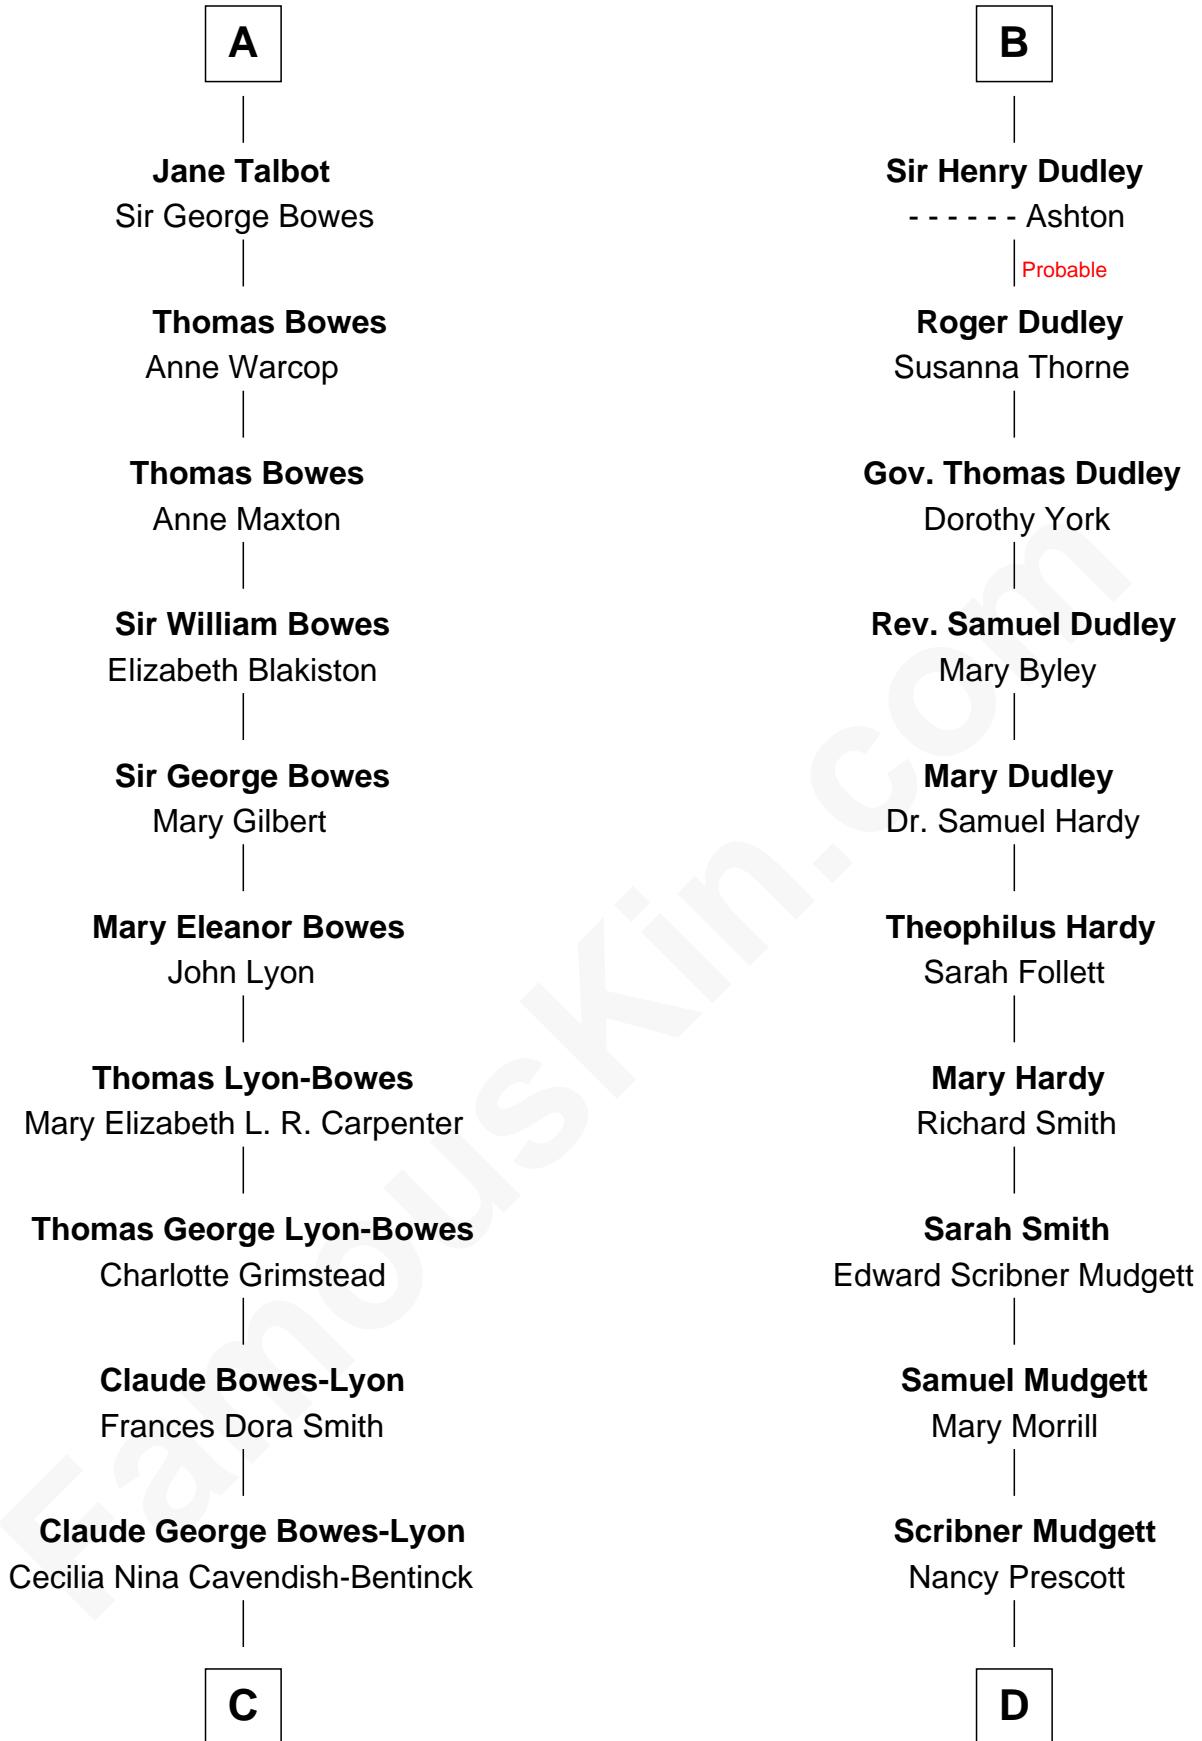 A
Jane Talbot
Sir George Bowes
Thomas Bowes
Anne Warcop
Thomas Bowes
Anne Maxton
Sir William Bowes
Elizabeth Blakiston
Sir George Bowes
Mary Gilbert
Mary Eleanor Bowes
John Lyon
Thomas Lyon-Bowes
Mary Elizabeth L. R. Carpenter
Thomas George Lyon-Bowes
Charlotte Grimstead
Claude Bowes-Lyon
Frances Dora Smith
Claude George Bowes-Lyon
Cecilia Nina Cavendish-Bentinck
C
B
Sir Henry Dudley
- - - - - - Ashton
Probable
Roger Dudley
Susanna Thorne
Gov. Thomas Dudley
Dorothy York
Rev. Samuel Dudley
Mary Byley
Mary Dudley
Dr. Samuel Hardy
Theophilus Hardy
Sarah Follett
Mary Hardy
Richard Smith
Sarah Smith
Edward Scribner Mudgett
Samuel Mudgett
Mary Morrill
Scribner Mudgett
Nancy Prescott
D
FamousKin.com